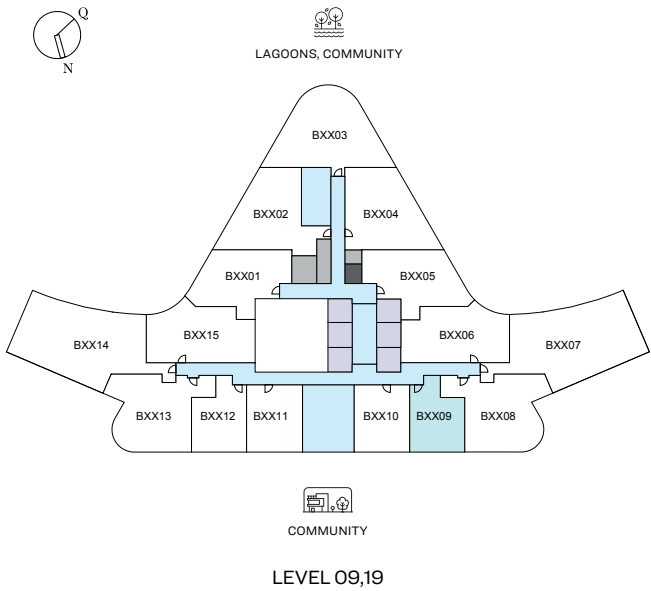 Q
N
LAGOONS, COMMUNITY
BXX03
BXX02
BXX04
BXX01
BXX05
BXX15
BXX06
BXX14
BXX07
BXX13
BXX12
BXX11
BXX10
BXX09
BXX08
COMMUNITY
LEVEL 09,19